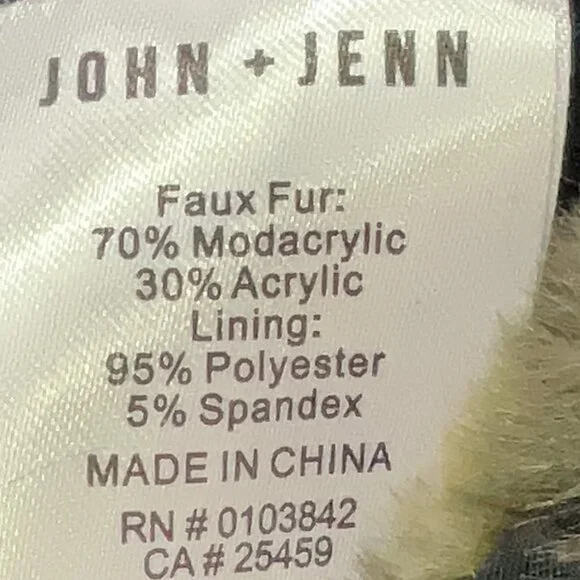 JOHN + JENN
Faux Fur:
70% Modacrylic
30% Acrylic
Lining:
95% Polyester
5% Spandex
MADE IN CHINA
RN # 0103842
CA # 25459